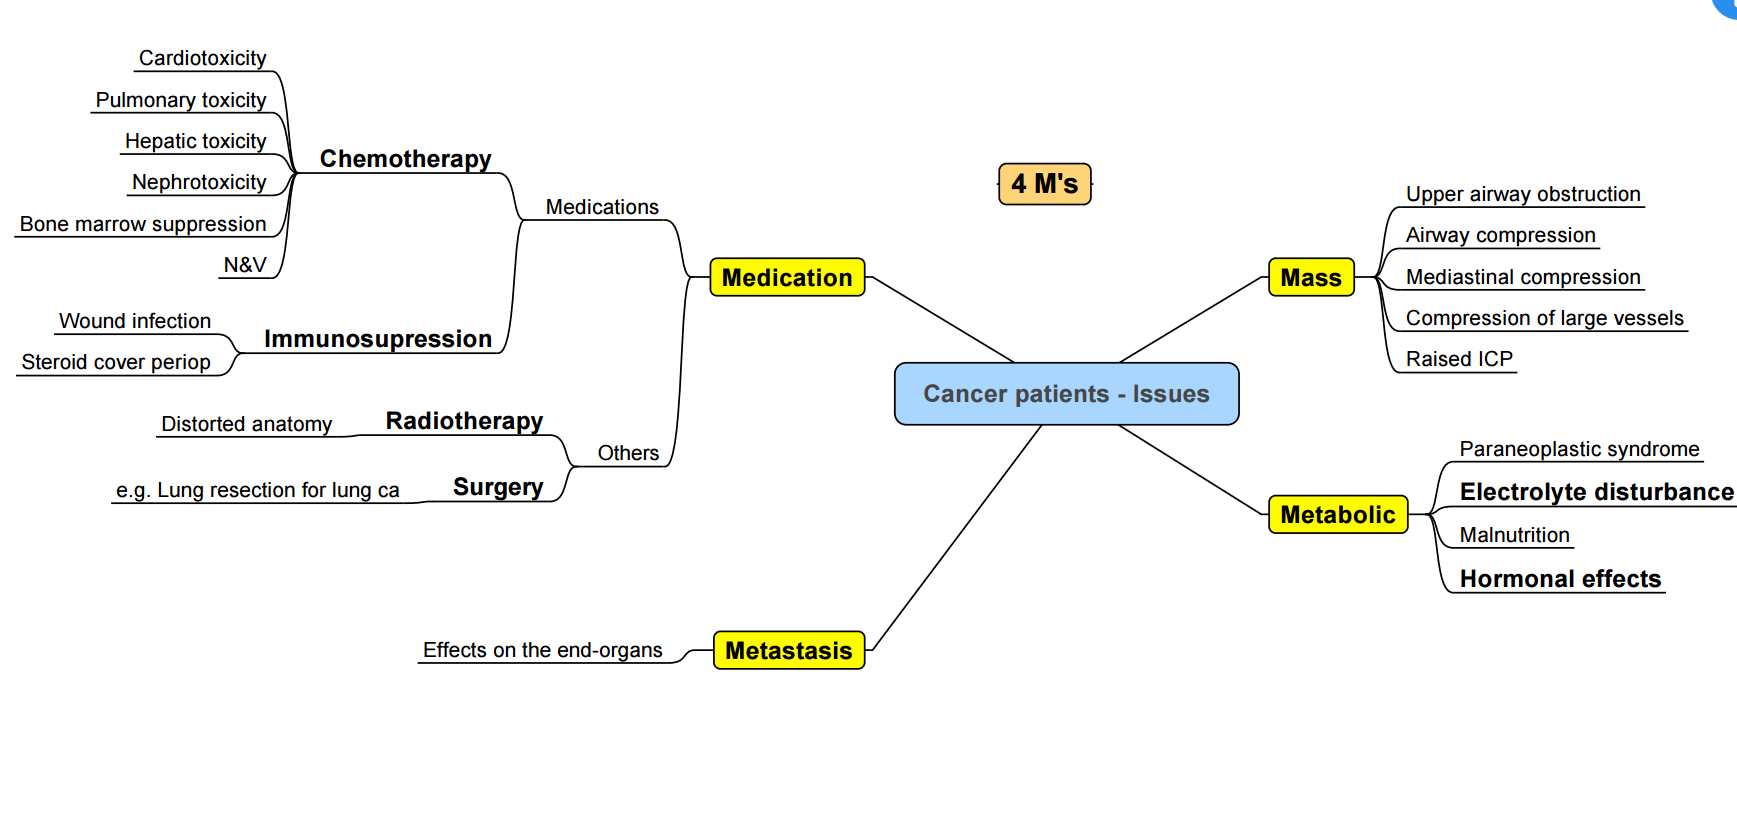 Cardiotoxicity
Pulmonary toxicity
Hepatic toxicity
Nephrotoxicity
Bone marrow suppression
N&V
Chemotherapy
Wound infection
Steroid cover periop
Immunosupression
Medications
Distorted anatomy
Radiotherapy
e.g. Lung resection for lung ca
Surgery
Others
Medication
Effects on the end-organs
Metastasis
4 M's
Cancer patients - Issues
Mass
Upper airway obstruction
Airway compression
Mediastinal compression
Compression of large vessels
Raised ICP
Metabolic
Paraneoplastic syndrome
Electrolyte disturbance
Malnutrition
Hormonal effects